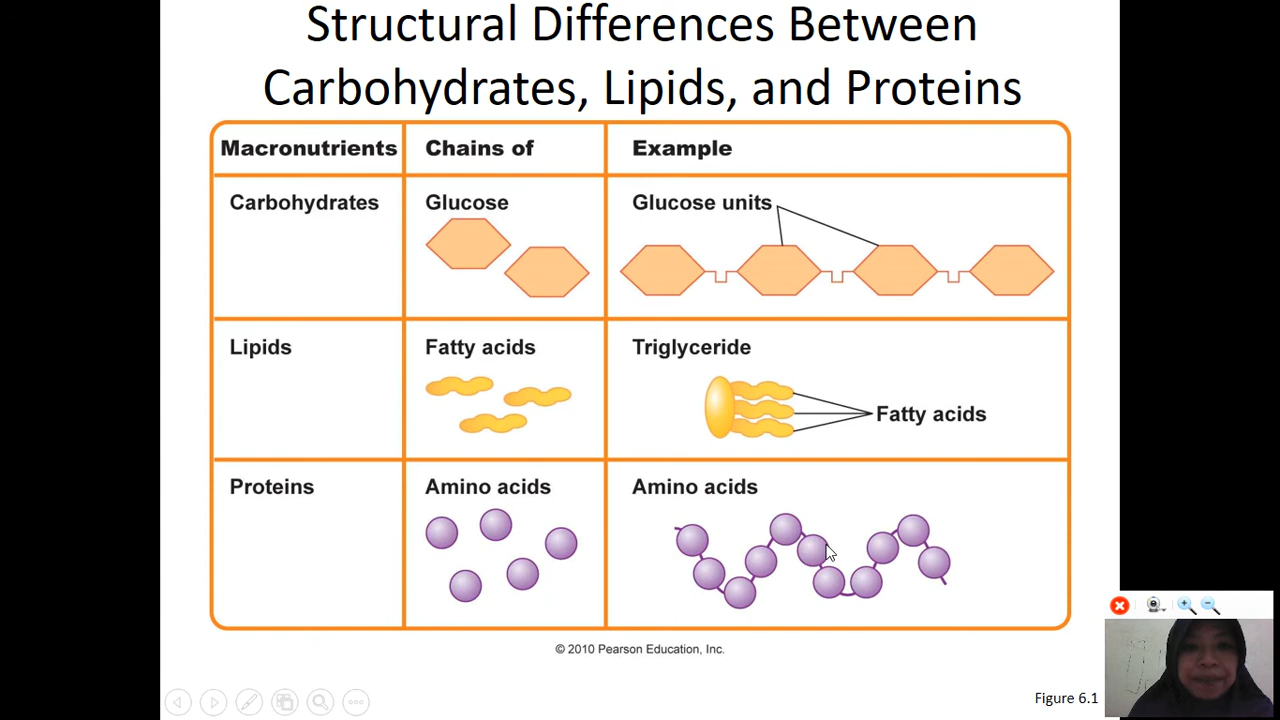 Structural Differences Between
Carbohydrates, Lipids, and Proteins
Macronutrients
Chains of
Example
Carbohydrates
Glucose
Glucose units
Lipids
Fatty acids
Triglyceride
Fatty acids
Proteins
Amino acids
Amino acids
© 2010 Pearson Education, Inc.
Figure 6.1